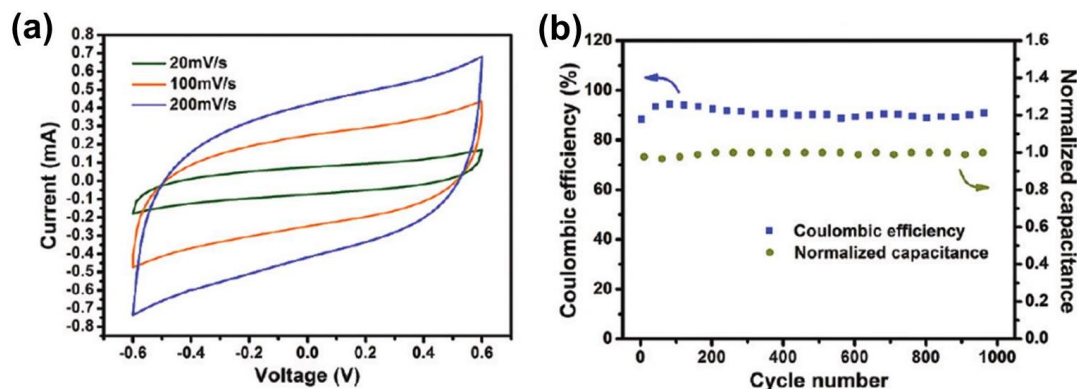 (a)
0.8
0.7
0.6
0.5
0.4
0.3
0.2
0.1
0.0
-0.1
-0.2
-0.3
-0.4
-0.5
-0.6
-0.7
-0.8
Current (mA)
20mV/s
100mV/s
200mV/s
-0.6 -0.4 -0.2 0.0 0.2 0.4 0.6
Voltage (V)
(b)
120
100
80
60
40
20
0
Coulombic efficiency (%)
Coulombic efficiency
Normalized capacitance
1.6
1.4
1.2
1.0
0.8
0.6
0.4
0.2
0.0
Normalized capacitance
0 200 400 600 800 1000
Cycle number